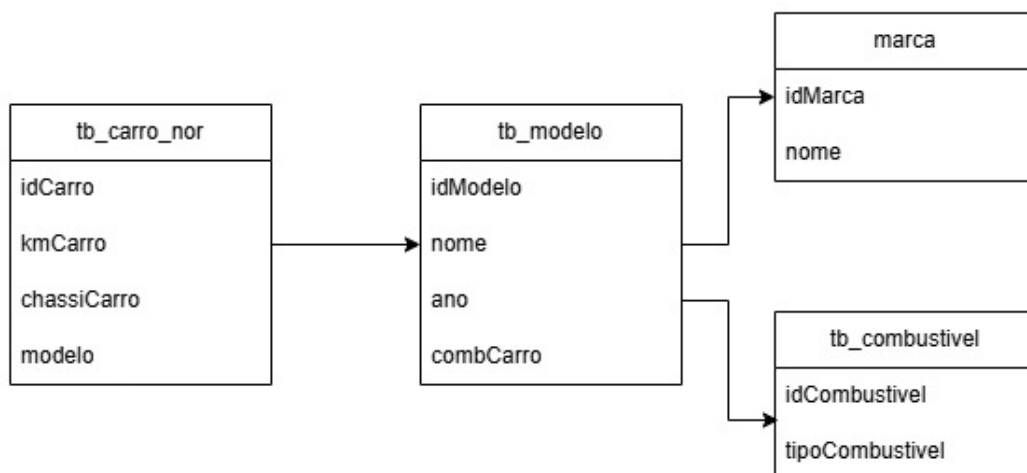 tb_carro_nor
idCarro
kmCarro
chassiCarro
modelo
tb_modelo
idModelo
nome
ano
combCarro
marca
idMarca
nome
tb_combustivel
idCombustivel
tipoCombustivel